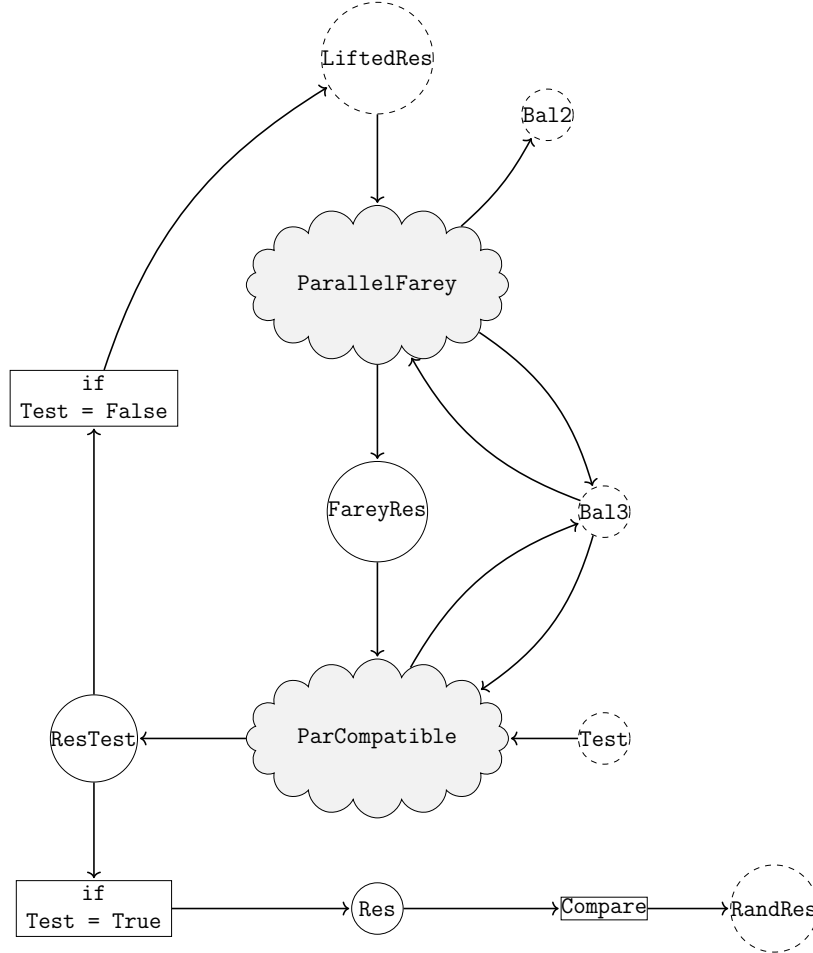 LiftedRes
Bal2
ParallelFarey
if
Test = False
FareyRes
Bal3
ResTest
ParCompatible
Test
if
Test = True
Res
Compare
RandRes